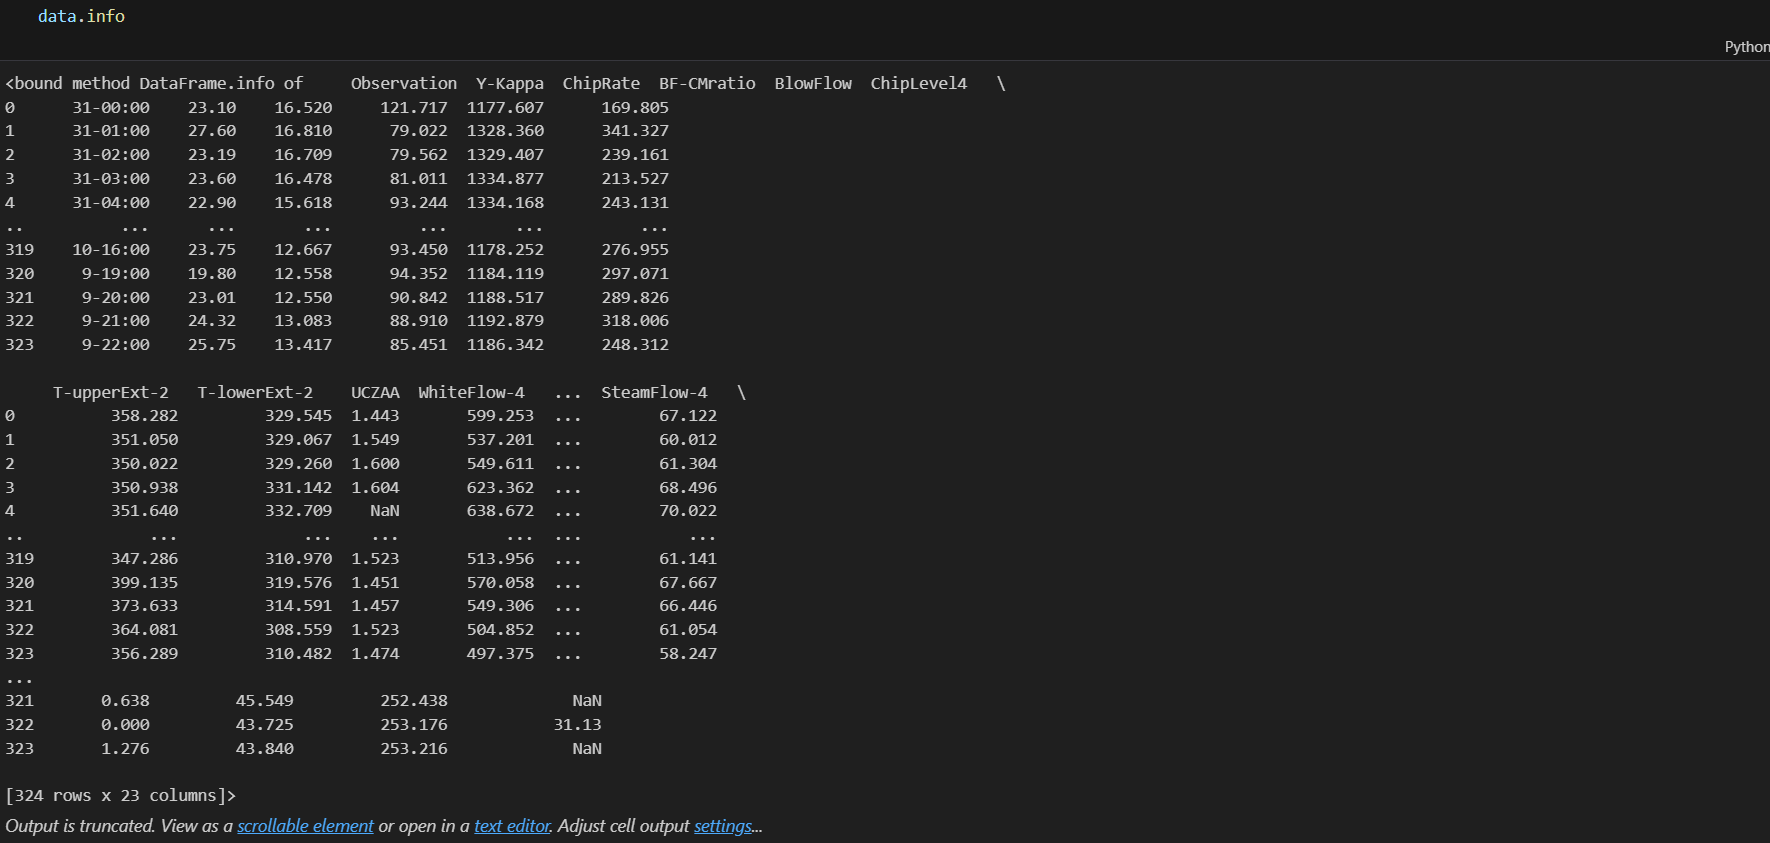 data.info
Python
<bound method DataFrame.info of     Observation  Y-Kappa  ChipRate  BF-CMratio  BlowFlow  ChipLevel4   \
0      31-00:00    23.10    16.520     121.717  1177.607      169.805
1      31-01:00    27.60    16.810      79.022  1328.360      341.327
2      31-02:00    23.19    16.709      79.562  1329.407      239.161
3      31-03:00    23.60    16.478      81.011  1334.877      213.527
4      31-04:00    22.90    15.618      93.244  1334.168      243.131
..          ...      ...       ...         ...       ...          ...
319    10-16:00    23.75    12.667      93.450  1178.252      276.955
320     9-19:00    19.80    12.558      94.352  1184.119      297.071
321     9-20:00    23.01    12.550      90.842  1188.517      289.826
322     9-21:00    24.32    13.083      88.910  1192.879      318.006
323     9-22:00    25.75    13.417      85.451  1186.342      248.312
     T-upperExt-2   T-lowerExt-2    UCZAA  WhiteFlow-4   ...  SteamFlow-4   \
0          358.282         329.545  1.443       599.253  ...        67.122
1          351.050         329.067  1.549       537.201  ...        60.012
2          350.022         329.260  1.600       549.611  ...        61.304
3          350.938         331.142  1.604       623.362  ...        68.496
4          351.640         332.709    NaN       638.672  ...        70.022
..             ...             ...    ...           ...  ...           ...
319        347.286         310.970  1.523       513.956  ...        61.141
320        399.135         319.576  1.451       570.058  ...        67.667
321        373.633         314.591  1.457       549.306  ...        66.446
322        364.081         308.559  1.523       504.852  ...        61.054
323        356.289         310.482  1.474       497.375  ...        58.247
...
321       0.638         45.549         252.438             NaN
322       0.000         43.725         253.176           31.13
323       1.276         43.840         253.216             NaN
[324 rows x 23 columns]>
Output is truncated. View as a scrollable element or open in a text editor. Adjust cell output settings...